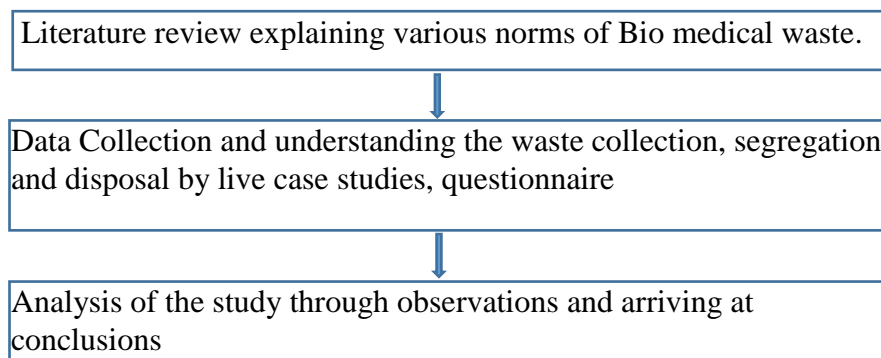 Literature review explaining various norms of Bio medical waste.
Data Collection and understanding the waste collection, segregation
and disposal by live case studies, questionnaire
Analysis of the study through observations and arriving at
conclusions